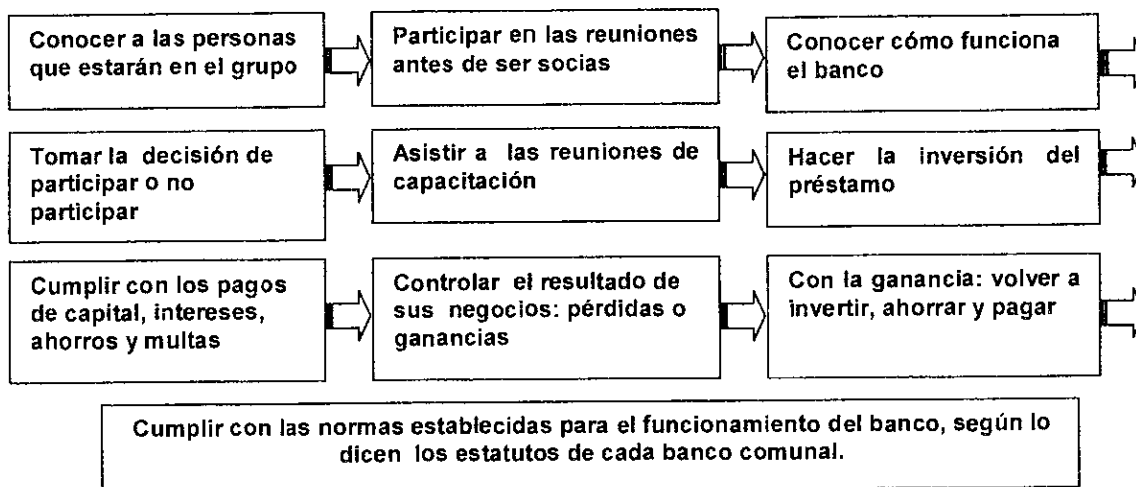 Conocer a las personas
que estarán en el grupo
Participar en las reuniones
antes de ser socias
Conocer cómo funciona
el banco
Tomar la decisión de
participar o no
participar
Asistir a las reuniones de
capacitación
Hacer la inversión del
préstamo
Cumplir con los pagos
de capital, intereses,
ahorros y multas
Controlar el resultado de
sus negocios: pérdidas o
ganancias
Con la ganancia: volver a
invertir, ahorrar y pagar
Cumplir con las normas establecidas para el funcionamiento del banco, según lo
dicen los estatutos de cada banco comunal.